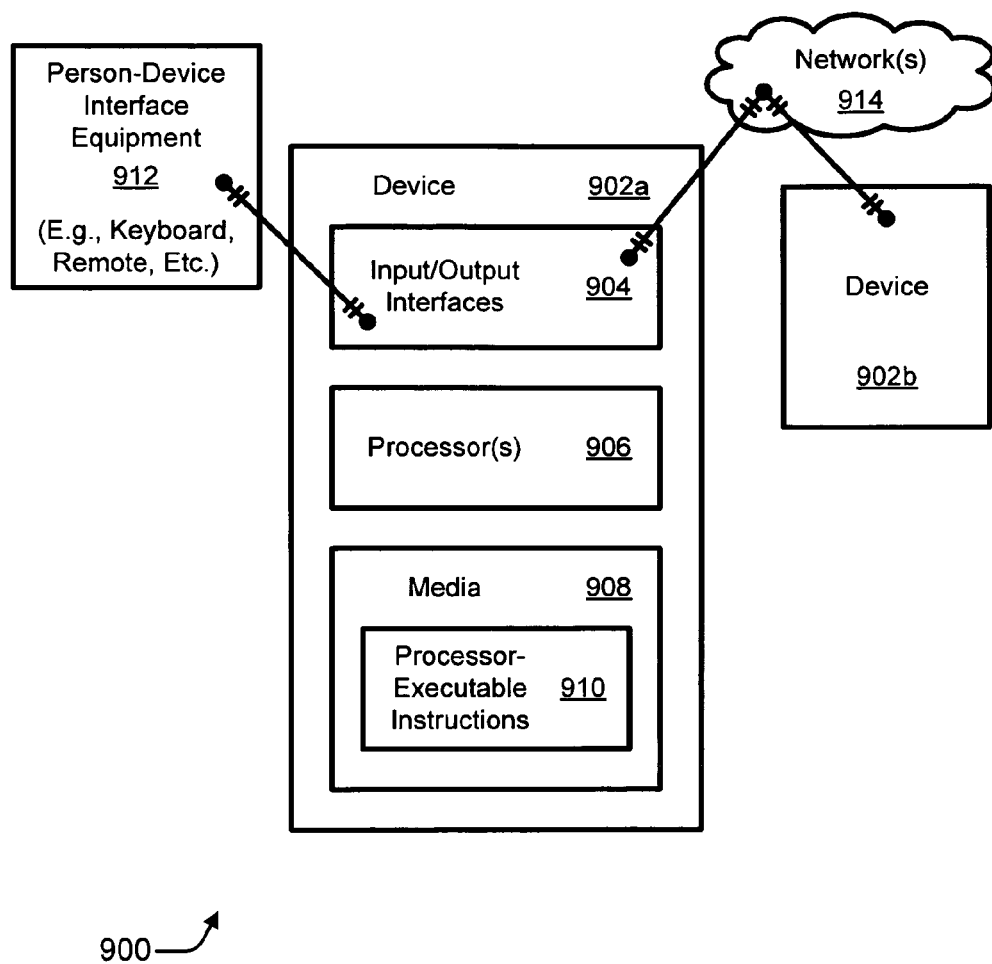 Person-Device
Interface
Equipment
912
(E.g., Keyboard,
Remote, Etc.)
Network(s)
914
Device 902a
Input/Output
Interfaces
904
Device
902b
Processor(s) 906
Media 908
Processor-
Executable
Instructions
910
900